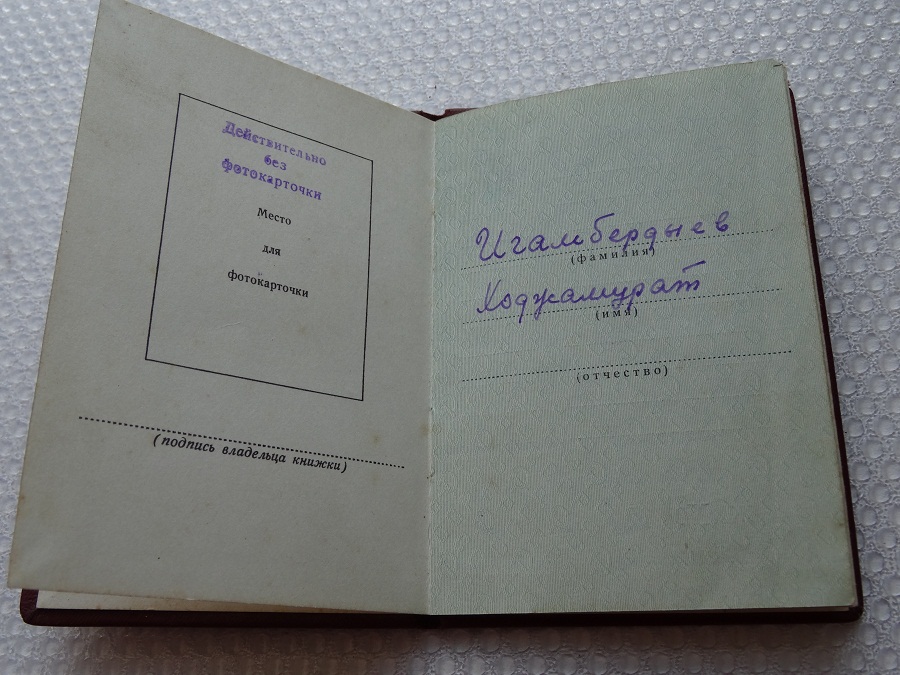 Действительно
без
фотокарточки
Место
для
фотокарточки
(подпись владельца книжки)
Игамбердыев
(фамилия)
Ходжамурат
(имя)
(отчество)